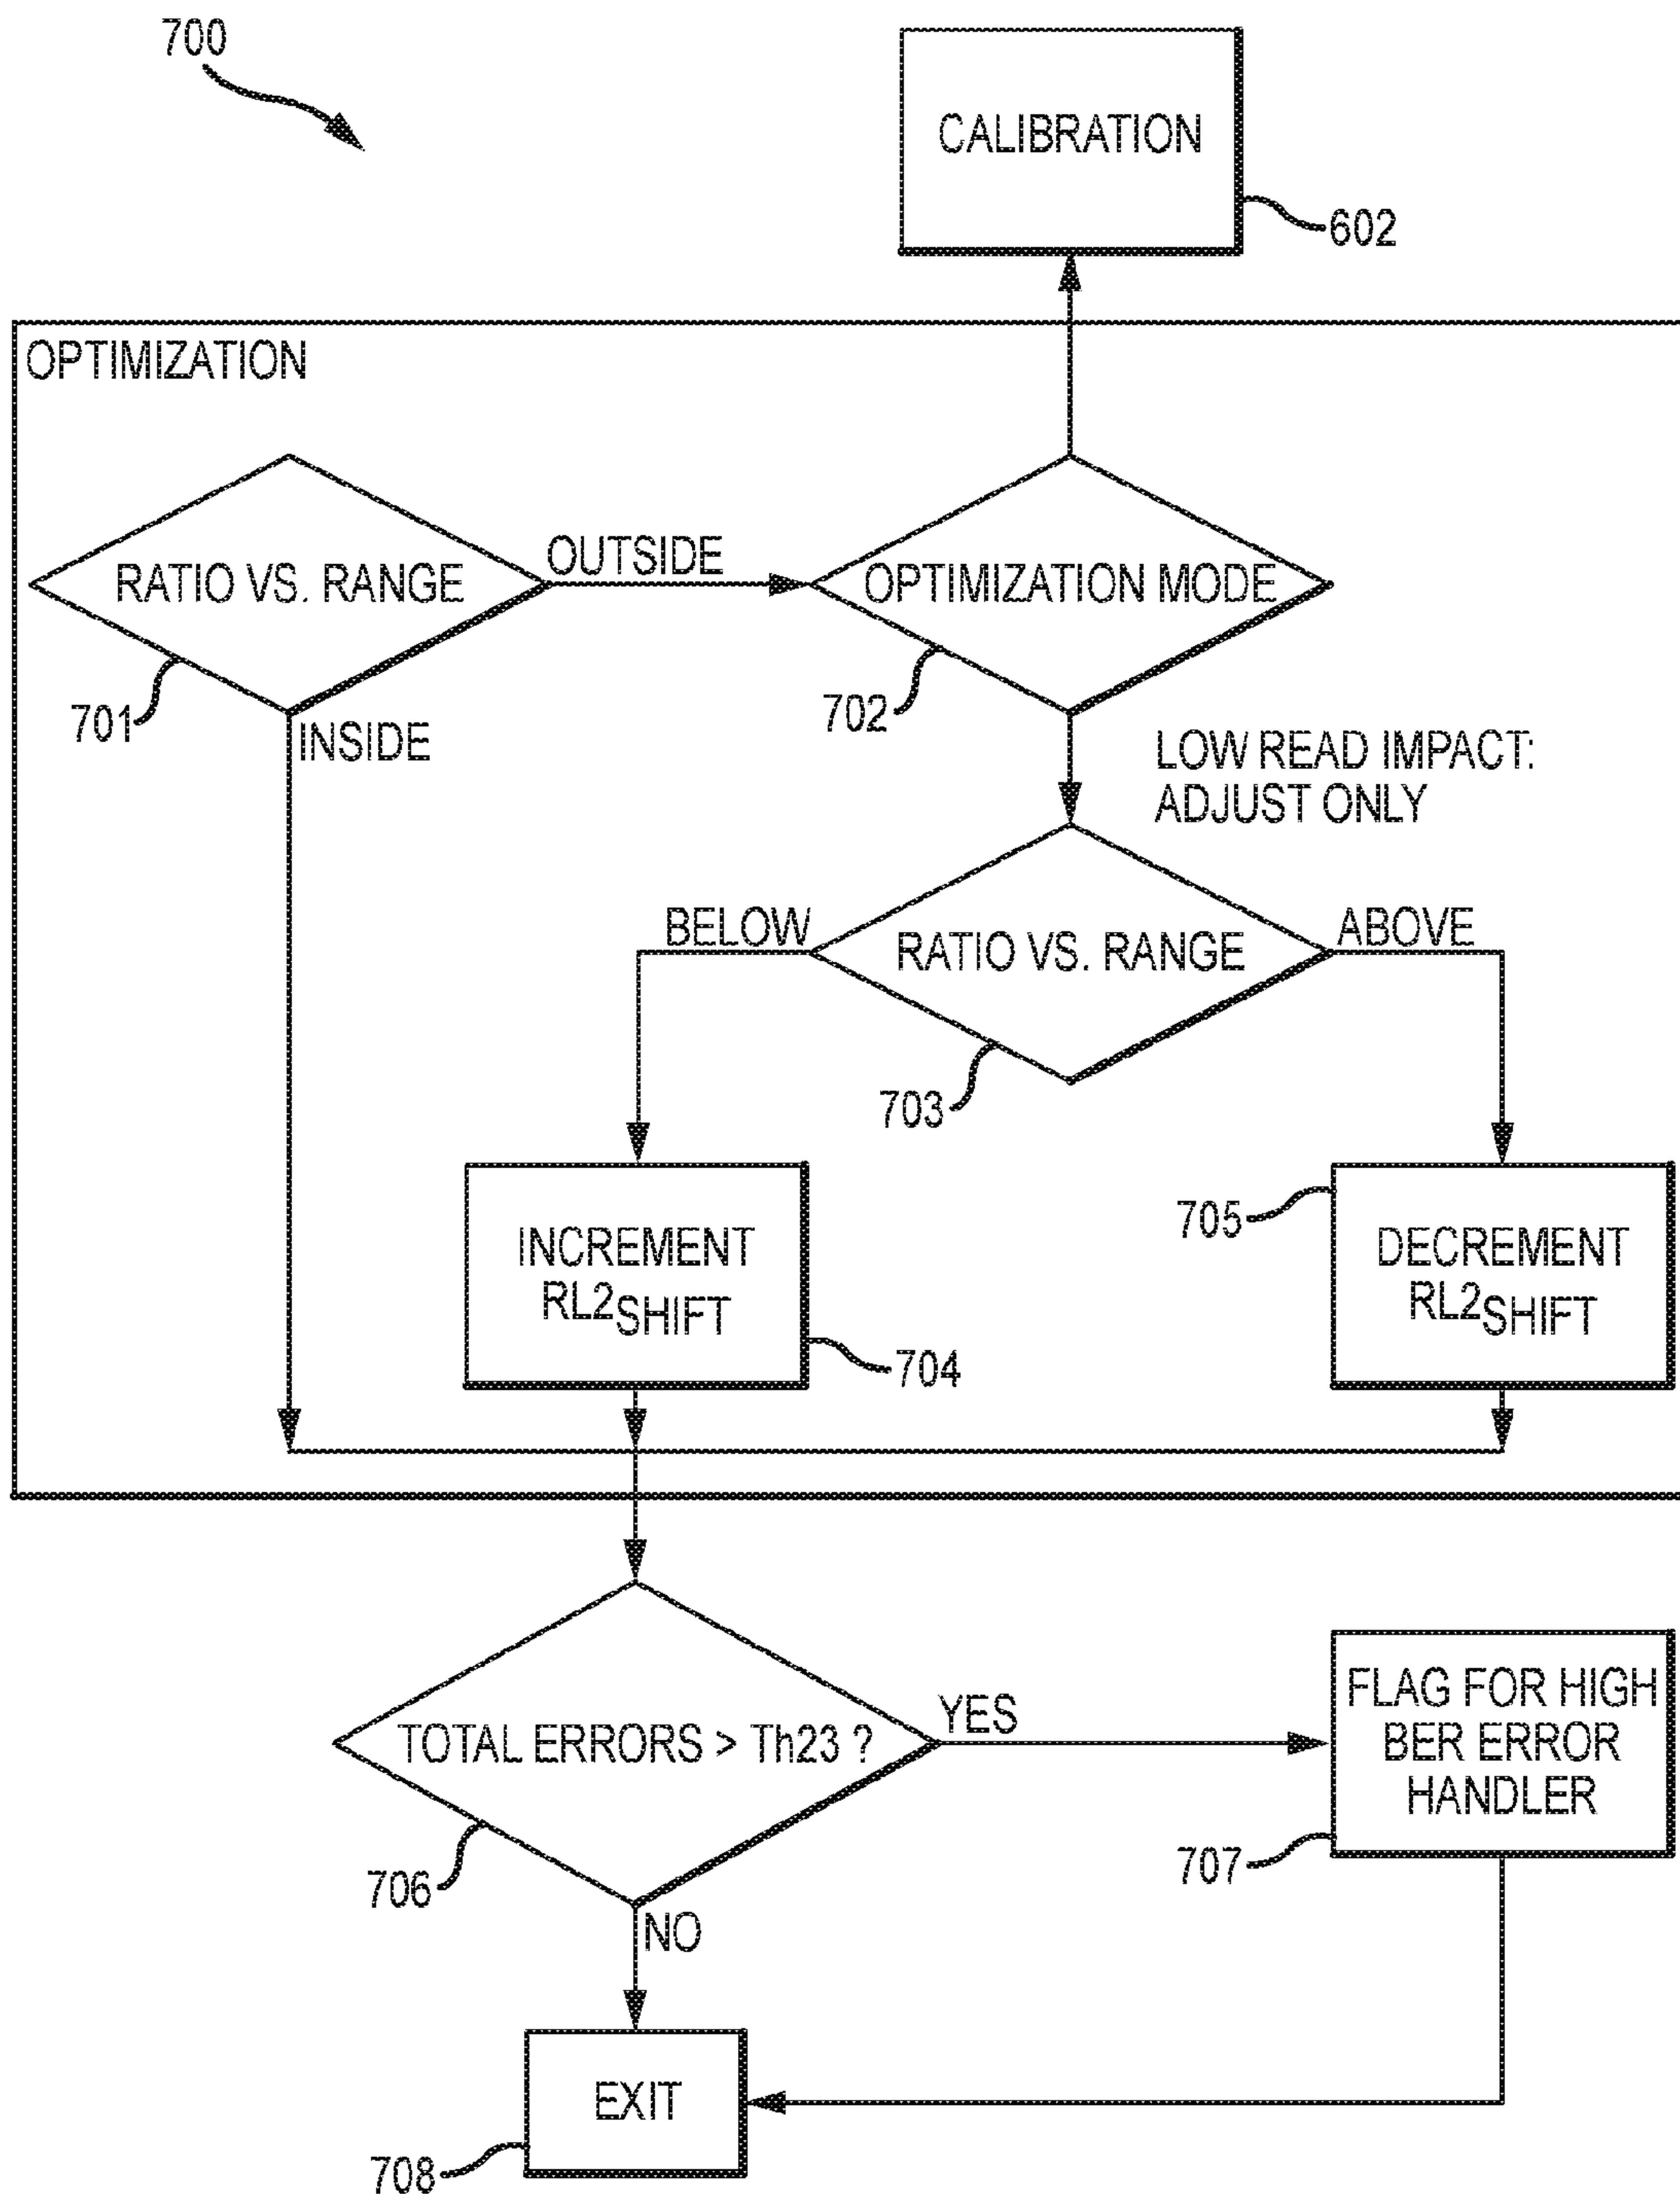 700
CALIBRATION
602
OPTIMIZATION
RATIO VS. RANGE
OUTSIDE
OPTIMIZATION MODE
701
INSIDE
702
LOW READ IMPACT:
ADJUST ONLY
BELOW
RATIO VS. RANGE
ABOVE
703
INCREMENT
RL2SHIFT
704
705
DECREMENT
RL2SHIFT
TOTAL ERRORS > Th23 ?
YES
FLAG FOR HIGH
BER ERROR
HANDLER
706
707
NO
EXIT
708